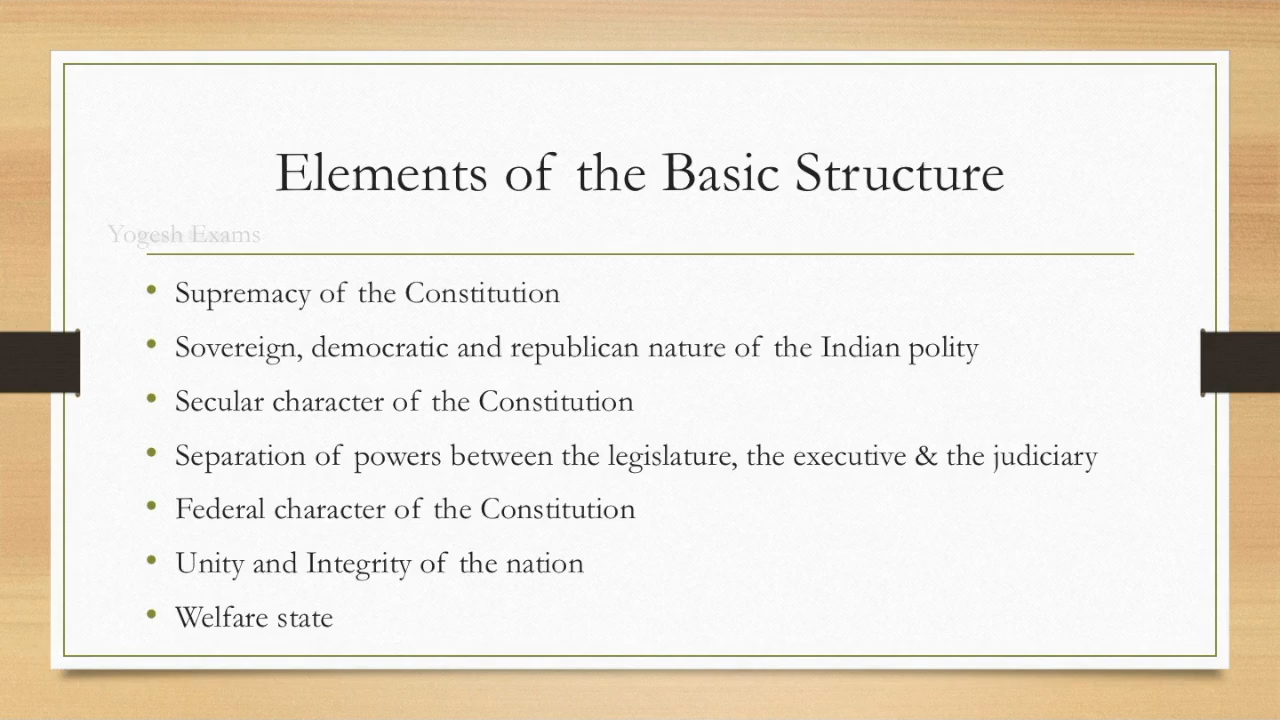 Elements of the Basic Structure
Yogesh Exams
• Supremacy of the Constitution
• Sovereign, democratic and republican nature of the Indian polity
• Secular character of the Constitution
• Separation of powers between the legislature, the executive & the judiciary
• Federal character of the Constitution
• Unity and Integrity of the nation
• Welfare state